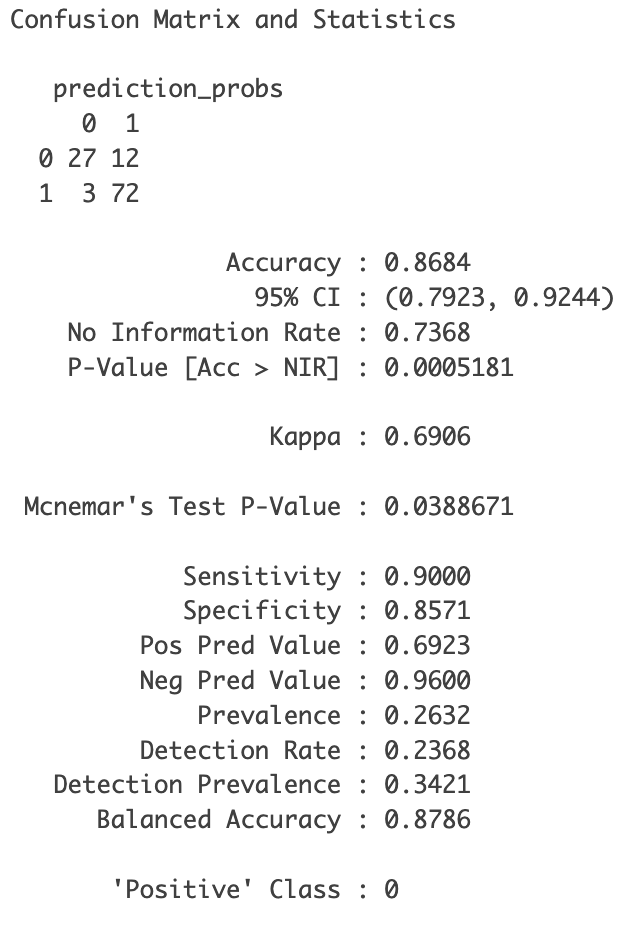 Confusion Matrix and Statistics
prediction_probs
0 1
0 27 12
1 3 72
Accuracy : 0.8684
95% CI : (0.7923, 0.9244)
No Information Rate : 0.7368
P-Value [Acc > NIR] : 0.0005181
Kappa : 0.6906
Mcnemar's Test P-Value : 0.0388671
Sensitivity : 0.9000
Specificity : 0.8571
Pos Pred Value : 0.6923
Neg Pred Value : 0.9600
Prevalence : 0.2632
Detection Rate : 0.2368
Detection Prevalence : 0.3421
Balanced Accuracy : 0.8786
'Positive' Class : 0